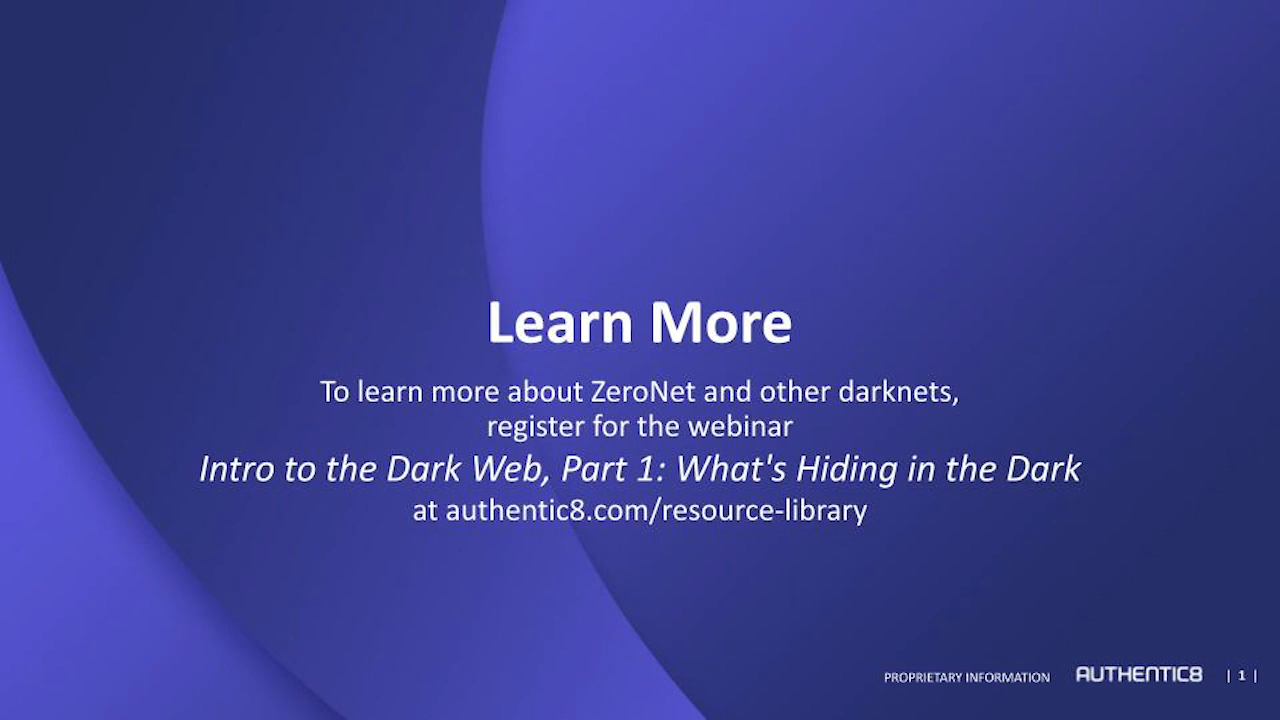 Learn More
To learn more about ZeroNet and other darknets,
register for the webinar
Intro to the Dark Web, Part 1: What's Hiding in the Dark
at authentic8.com/resource-library
PROPRIETARY INFORMATION AUTHENTIC8 | 1 |